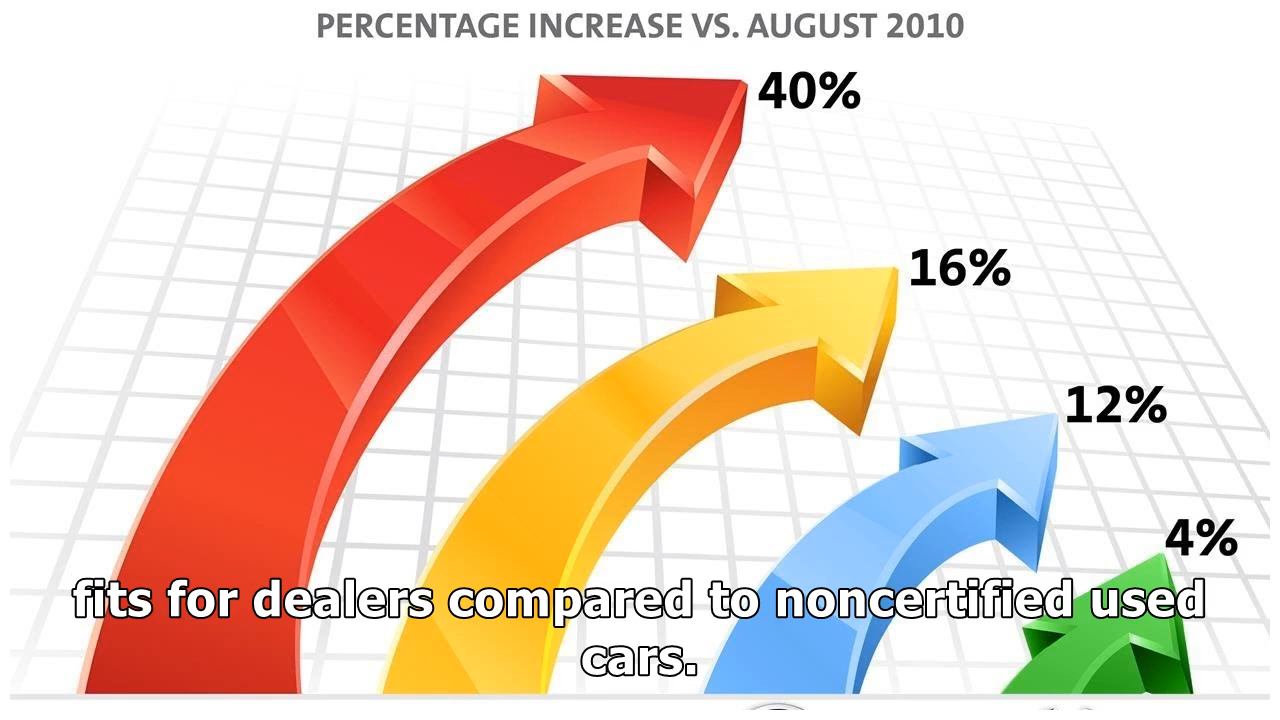 PERCENTAGE INCREASE VS. AUGUST 2010
40%
16%
12%
4%
fits for dealers compared to noncertified used
cars.